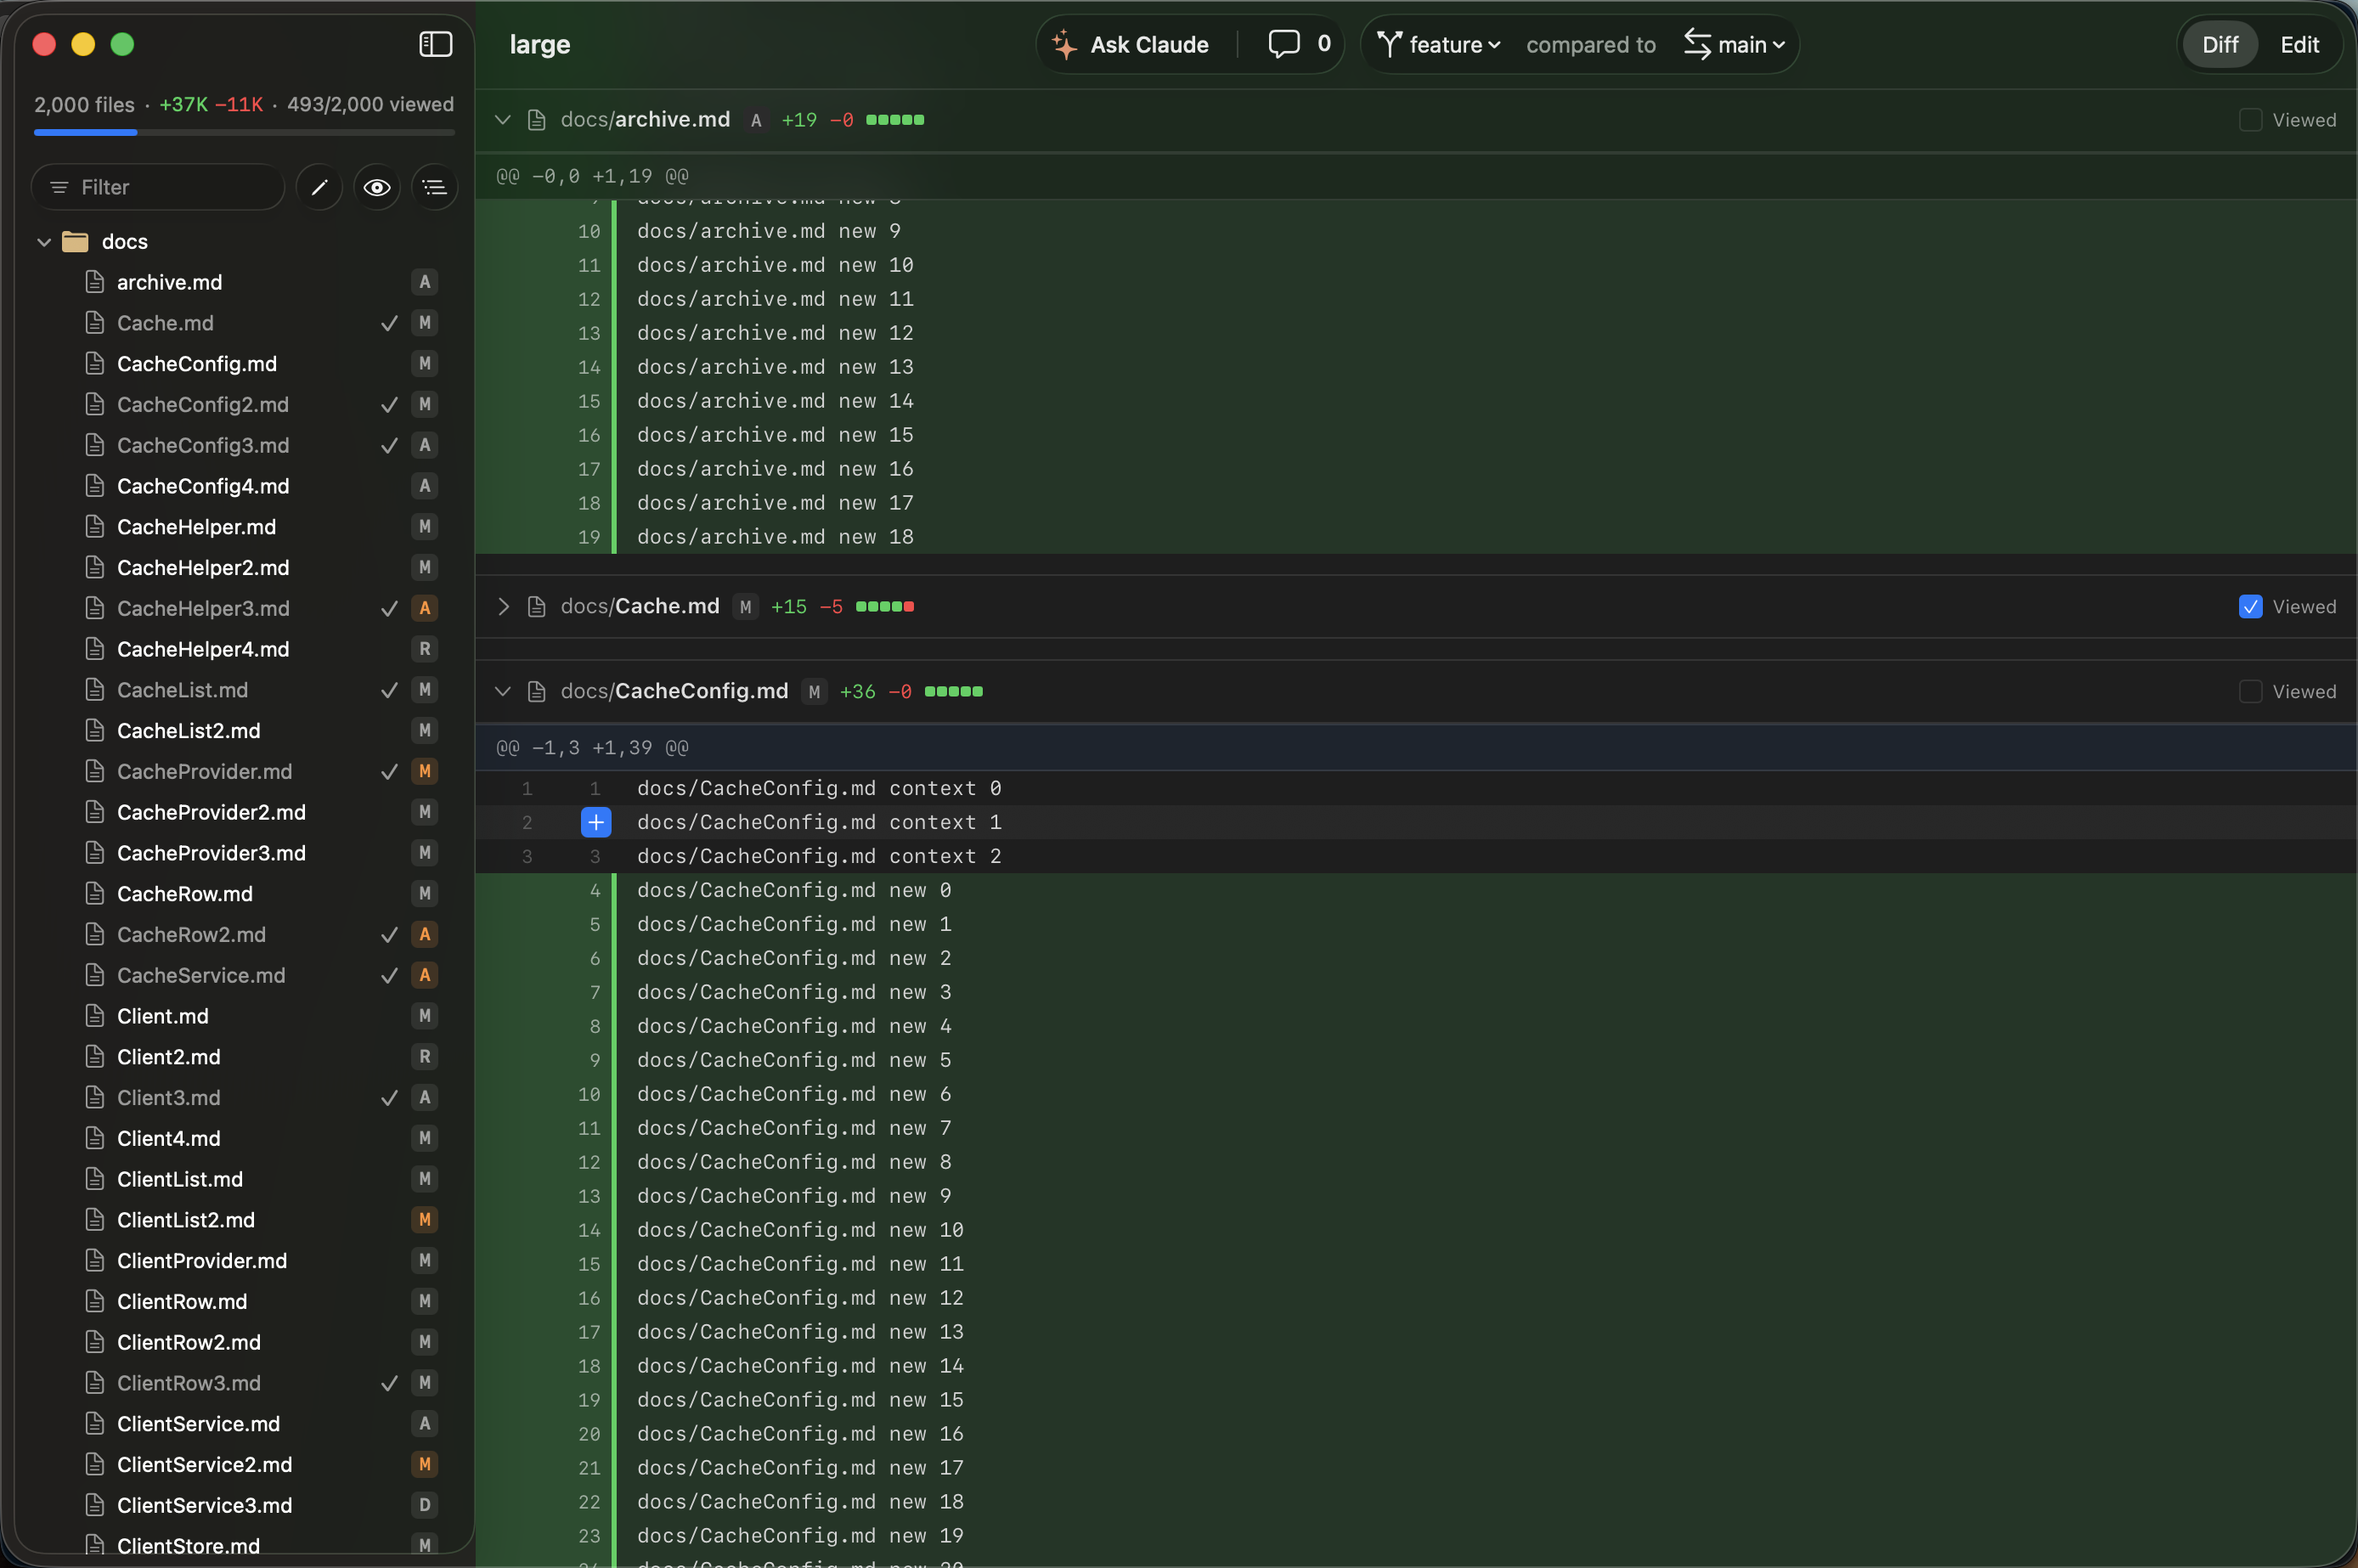 large
Ask Claude
0
feature
compared to
main
Diff
Edit
2,000 files · +37K −11K · 493/2,000 viewed
Filter
docs
archive.md A
Cache.md M
CacheConfig.md M
CacheConfig2.md M
CacheConfig3.md A
CacheConfig4.md A
CacheHelper.md M
CacheHelper2.md M
CacheHelper3.md A
CacheHelper4.md R
CacheList.md M
CacheList2.md M
CacheProvider.md M
CacheProvider2.md M
CacheProvider3.md M
CacheRow.md M
CacheRow2.md A
CacheService.md A
Client.md M
Client2.md R
Client3.md A
Client4.md M
ClientList.md M
ClientList2.md M
ClientProvider.md M
ClientRow.md M
ClientRow2.md M
ClientRow3.md M
ClientService.md A
ClientService2.md M
ClientService3.md D
ClientStore.md M
docs/archive.md A +19 −0 Viewed
@@ −0,0 +1,19 @@
10 docs/archive.md new 9
11 docs/archive.md new 10
12 docs/archive.md new 11
13 docs/archive.md new 12
14 docs/archive.md new 13
15 docs/archive.md new 14
16 docs/archive.md new 15
17 docs/archive.md new 16
18 docs/archive.md new 17
19 docs/archive.md new 18
docs/Cache.md M +15 −5 Viewed
docs/CacheConfig.md M +36 −0 Viewed
@@ −1,3 +1,39 @@
1 1 docs/CacheConfig.md context 0
2 + docs/CacheConfig.md context 1
3 3 docs/CacheConfig.md context 2
4 docs/CacheConfig.md new 0
5 docs/CacheConfig.md new 1
6 docs/CacheConfig.md new 2
7 docs/CacheConfig.md new 3
8 docs/CacheConfig.md new 4
9 docs/CacheConfig.md new 5
10 docs/CacheConfig.md new 6
11 docs/CacheConfig.md new 7
12 docs/CacheConfig.md new 8
13 docs/CacheConfig.md new 9
14 docs/CacheConfig.md new 10
15 docs/CacheConfig.md new 11
16 docs/CacheConfig.md new 12
17 docs/CacheConfig.md new 13
18 docs/CacheConfig.md new 14
19 docs/CacheConfig.md new 15
20 docs/CacheConfig.md new 16
21 docs/CacheConfig.md new 17
22 docs/CacheConfig.md new 18
23 docs/CacheConfig.md new 19